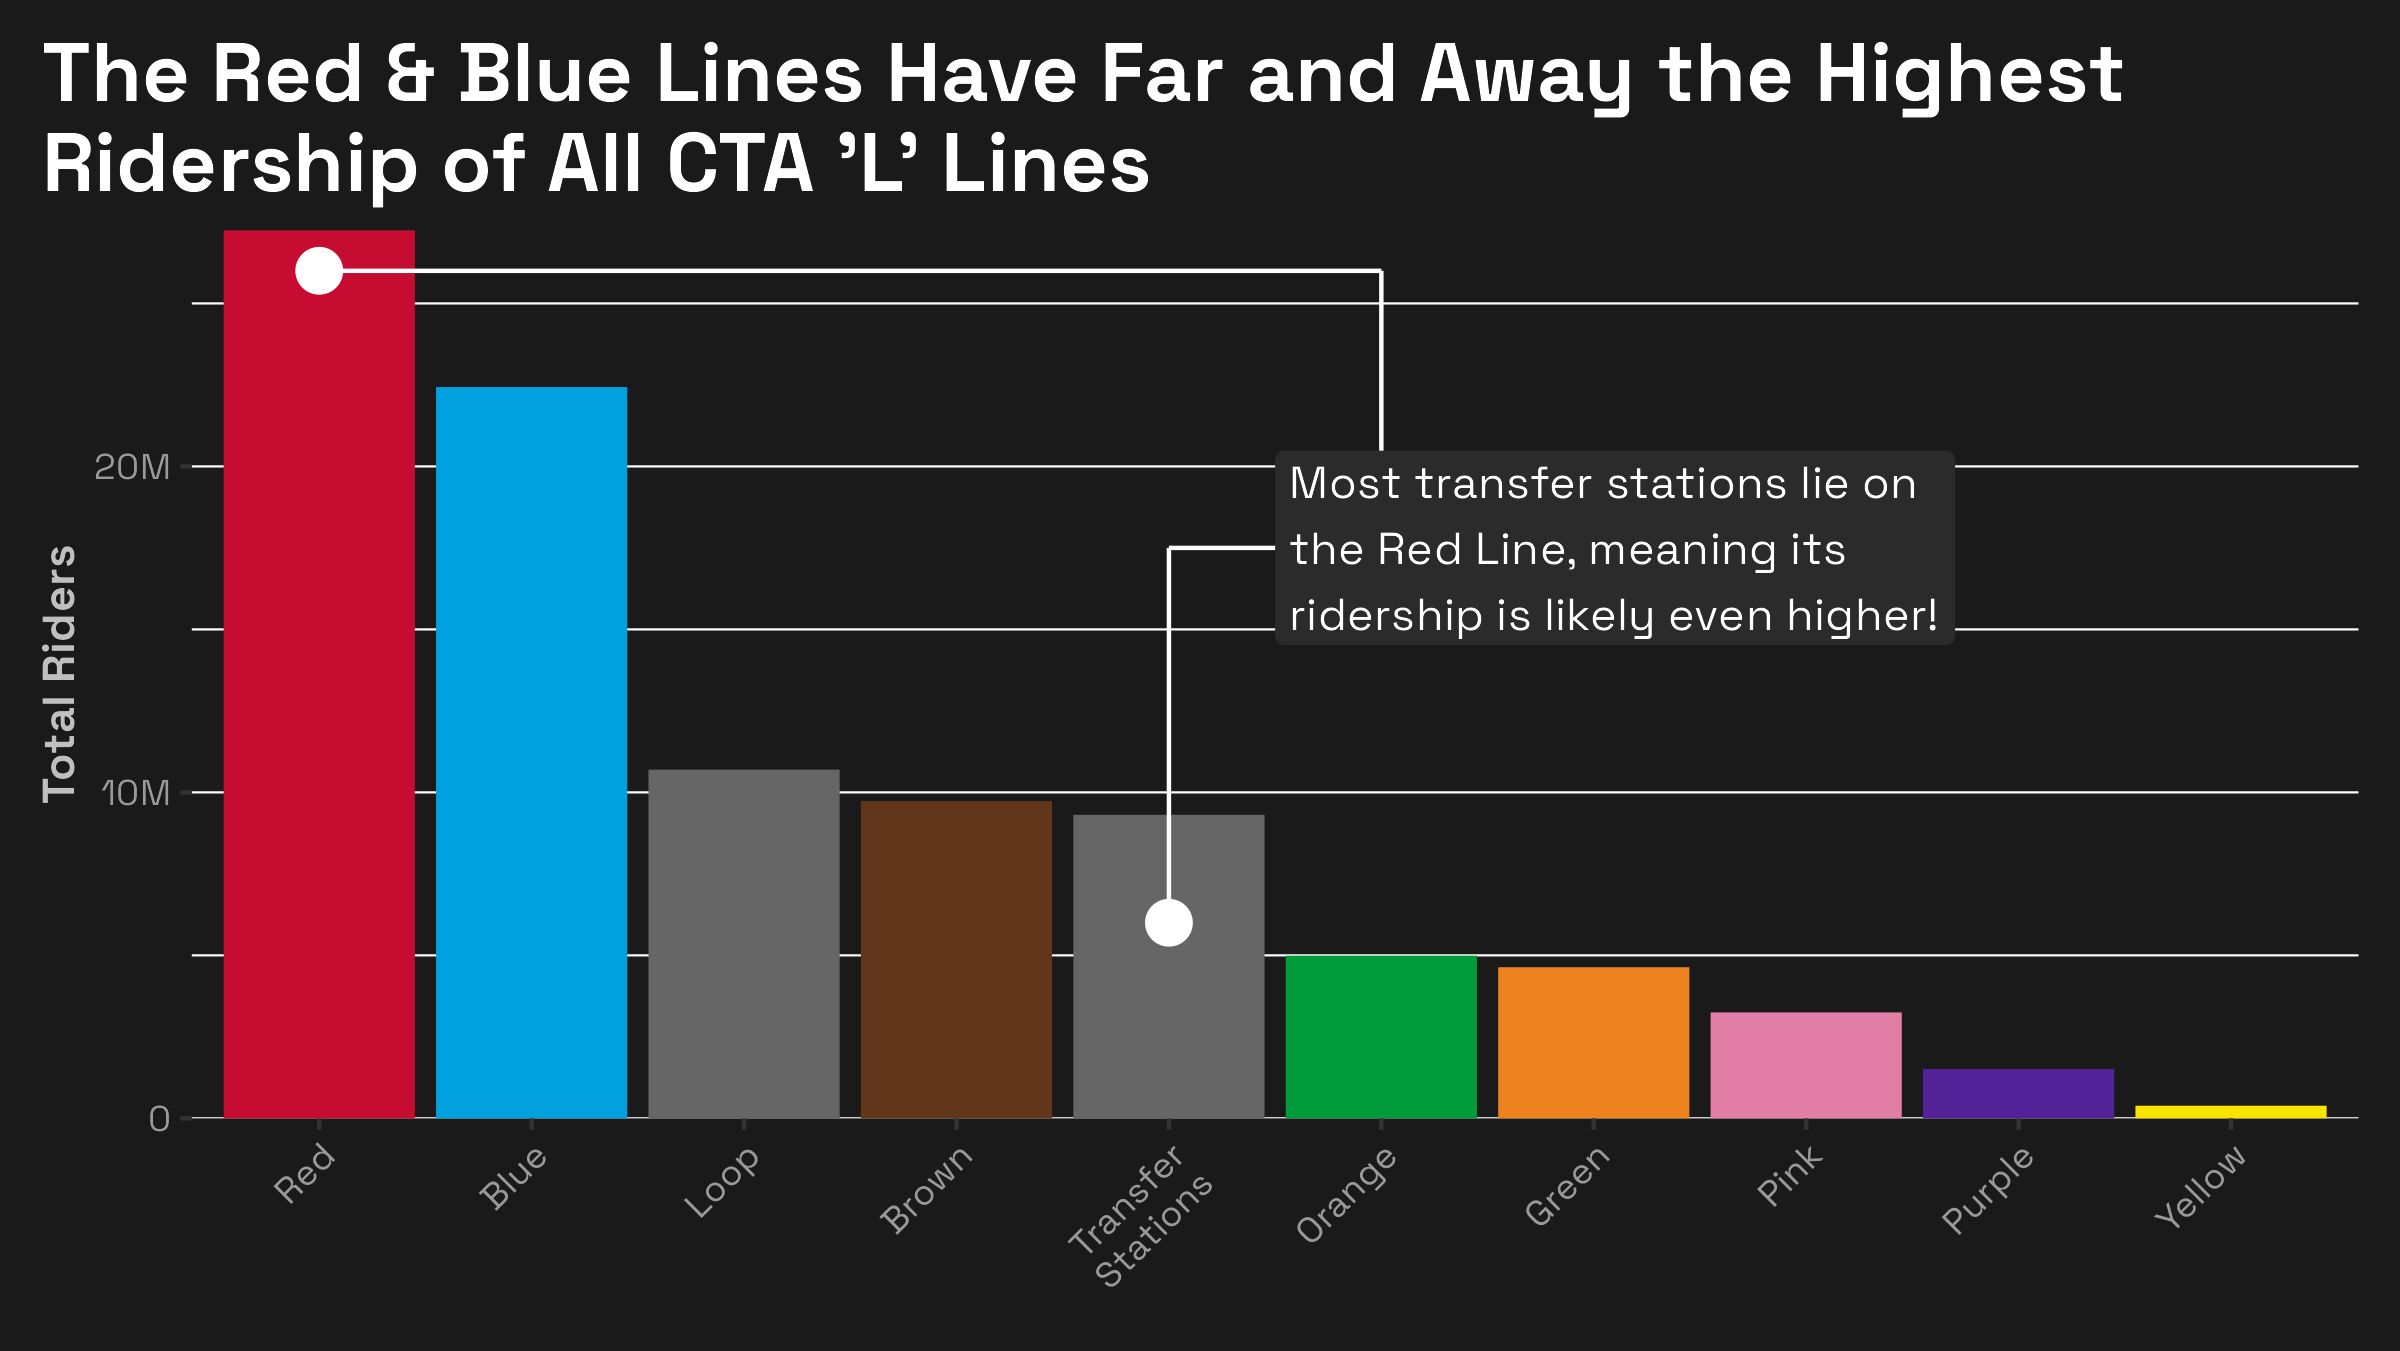 The Red & Blue Lines Have Far and Away the Highest
Ridership of All CTA ’L’ Lines
Total Riders
20M
10M
0
Most transfer stations lie on
the Red Line, meaning its
ridership is likely even higher!
Red
Blue
Loop
Brown
Transfer
Stations
Orange
Green
Pink
Purple
Yellow